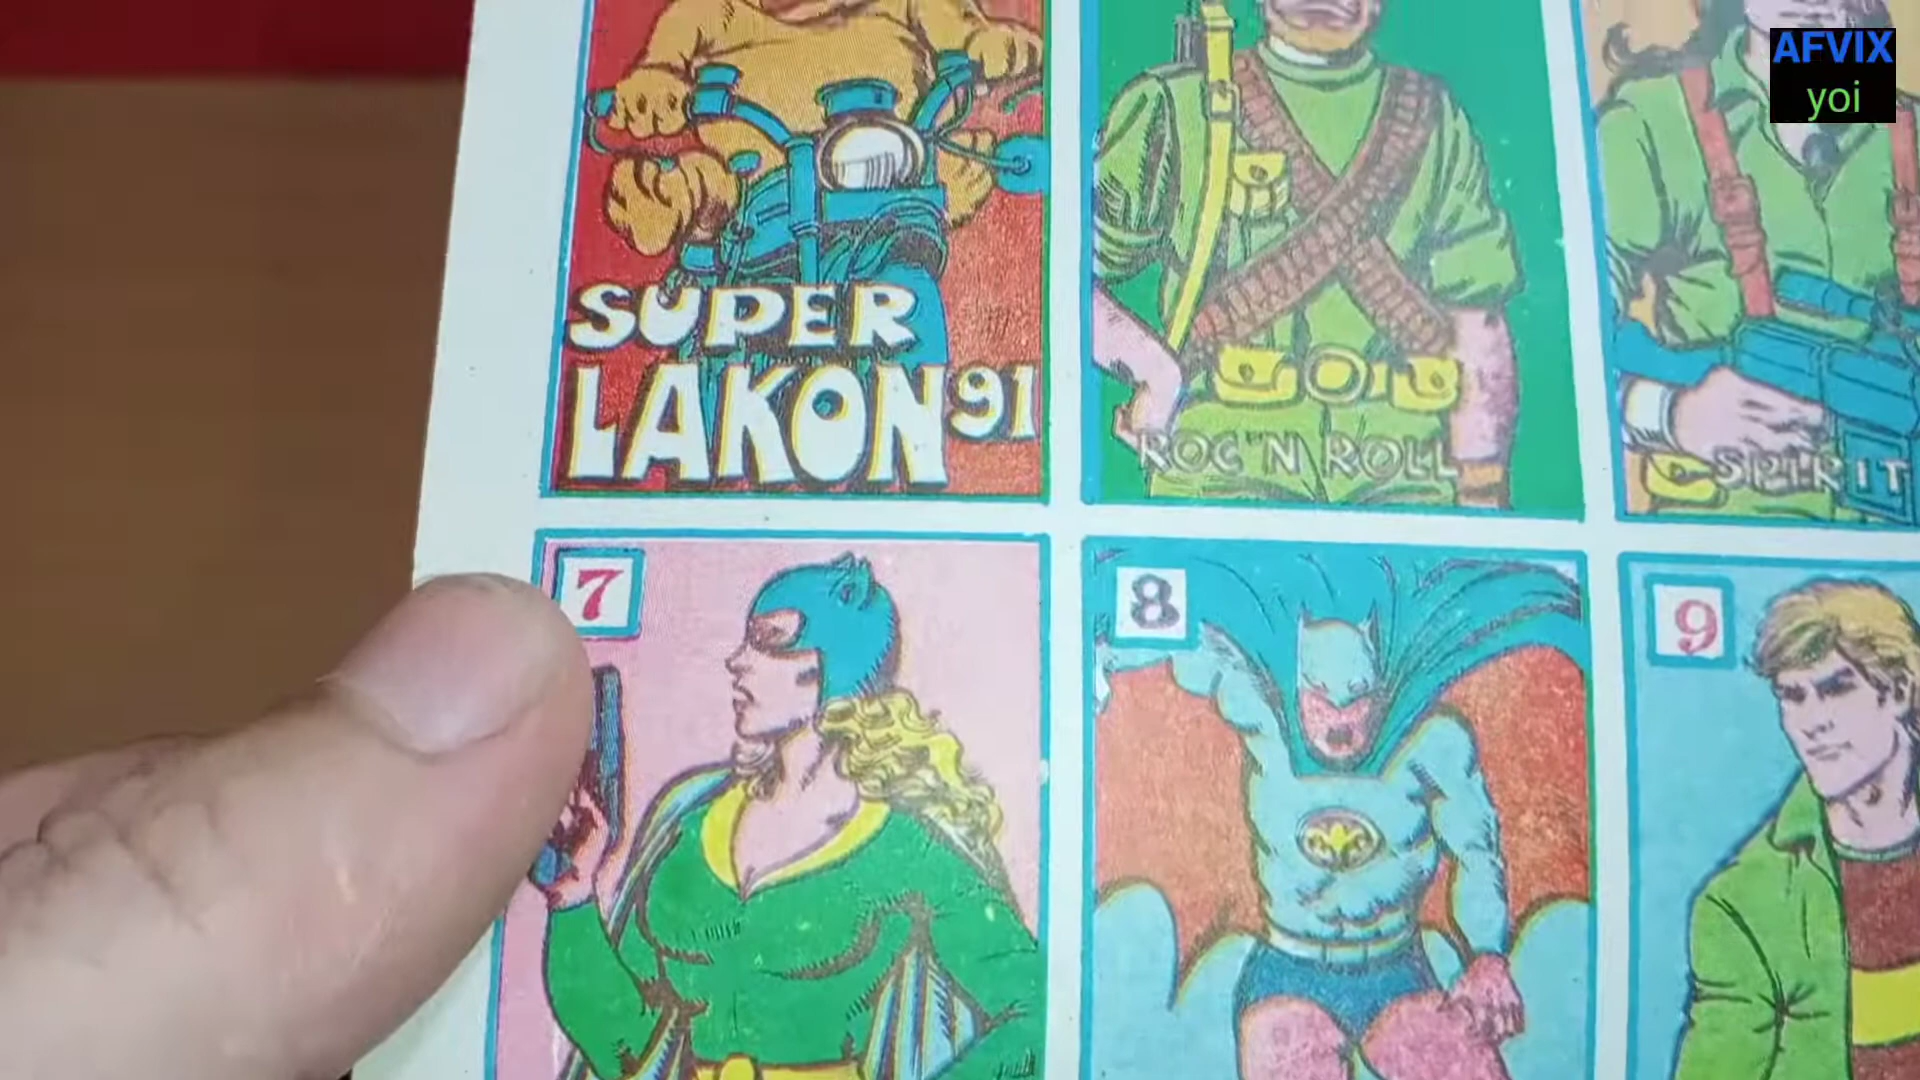 AFVIX
yoi
SUPER
LAKON 91
ROC'N ROLL
SPIRIT
7
8
9